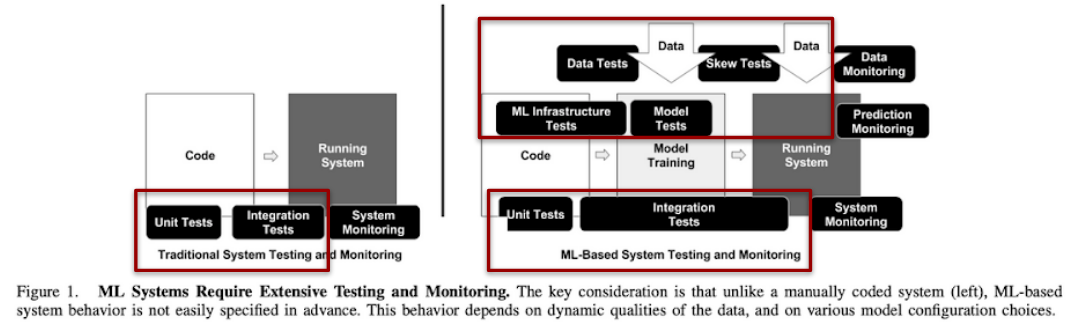 Code
Running
System
Unit Tests
Integration
Tests
System
Monitoring
Traditional System Testing and Monitoring
Data
Data
Data Tests
Skew Tests
Data
Monitoring
ML Infrastructure
Tests
Model
Tests
Prediction
Monitoring
Code
Model
Training
Running
System
Unit Tests
Integration
Tests
System
Monitoring
ML-Based System Testing and Monitoring
Figure 1. ML Systems Require Extensive Testing and Monitoring. The key consideration is that unlike a manually coded system (left), ML-based
system behavior is not easily specified in advance. This behavior depends on dynamic qualities of the data, and on various model configuration choices.